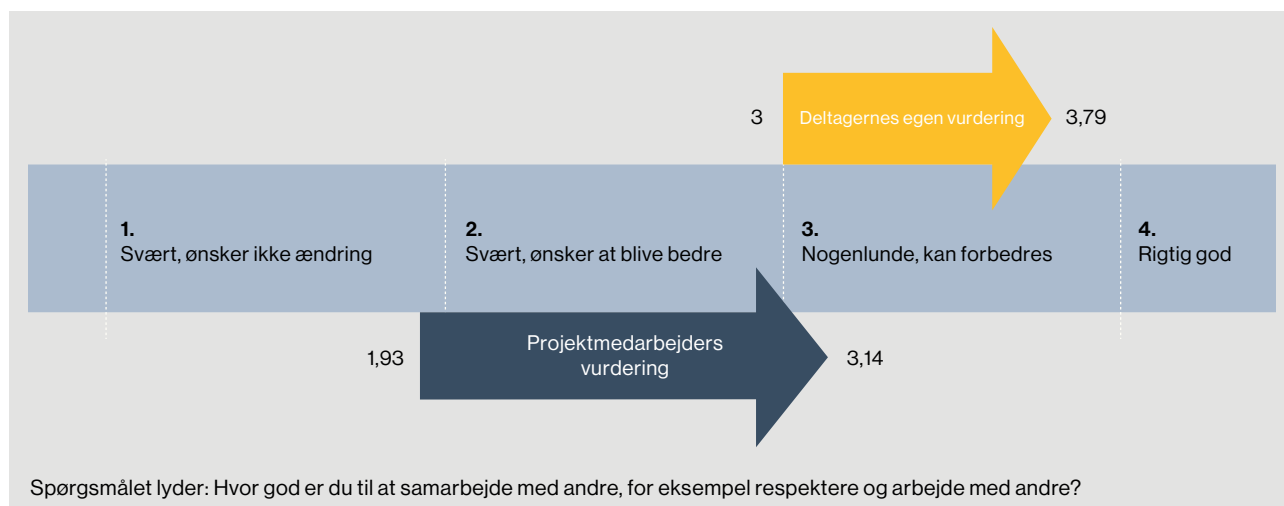 3
Deltagernes egen vurdering
3,79
1.
Svært, ønsker ikke ændring
2.
Svært, ønsker at blive bedre
3.
Nogenlunde, kan forbedres
4.
Rigtig god
1,93
Projektmedarbejders
vurdering
3,14
Spørgsmålet lyder: Hvor god er du til at samarbejde med andre, for eksempel respektere og arbejde med andre?